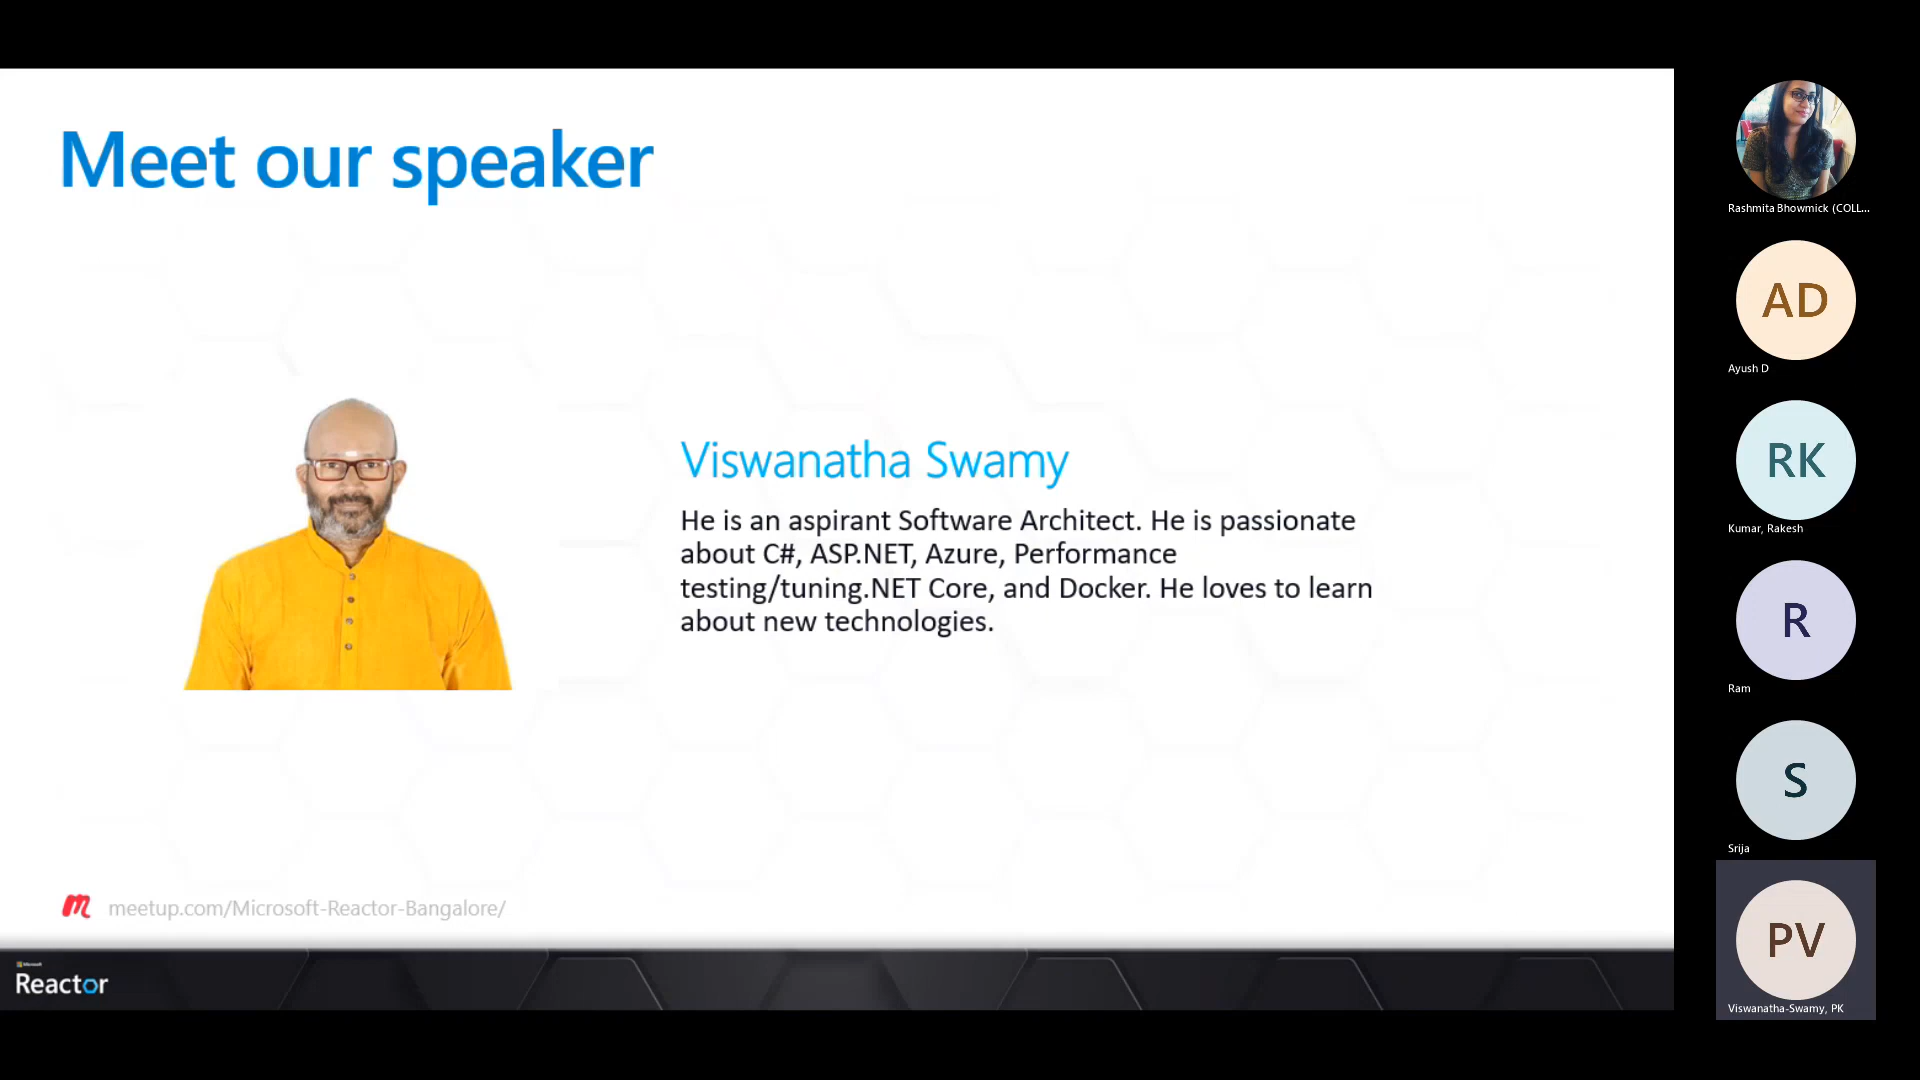 Meet our speaker
Viswanatha Swamy
He is an aspirant Software Architect. He is passionate
about C#, ASP.NET, Azure, Performance
testing/tuning.NET Core, and Docker. He loves to learn
about new technologies.
meetup.com/Microsoft-Reactor-Bangalore/
Microsoft
Reactor
Rashmita Bhowmick (COLL...
AD
Ayush D
RK
Kumar, Rakesh
R
Ram
S
Srija
PV
Viswanatha-Swamy, PK